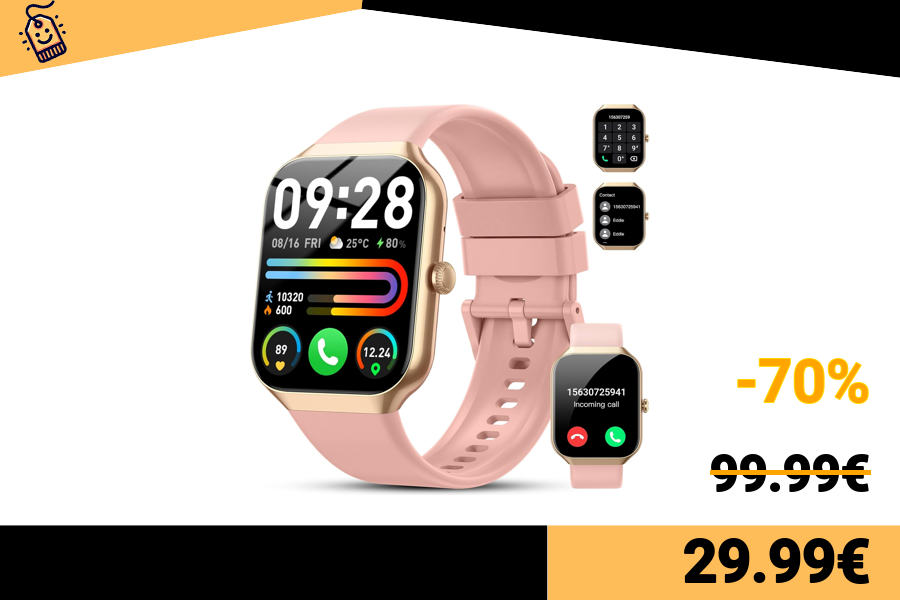 09:28
08/16 FRI 25°C 80%
10320
600
89
12.24
156307259
1 2 3
4 5 6
7* 8 9#
0+
Contact
15630725941
Eddie
Eddie
15630725941
Incoming call
-70%
99.99€
29.99€